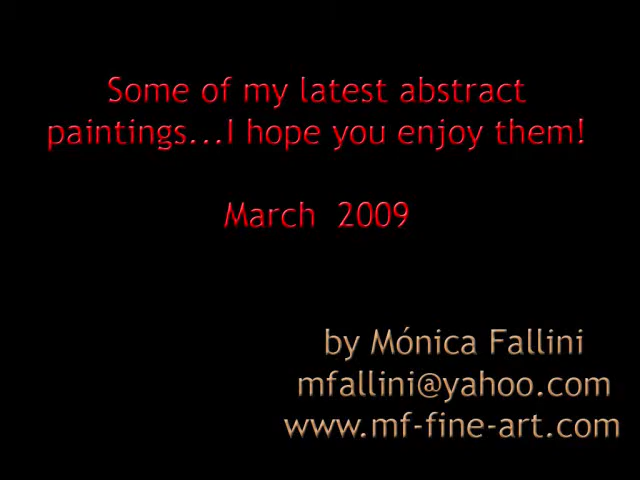 Some of my latest abstract
paintings...I hope you enjoy them!
March 2009
by Mónica Fallini
mfallini@yahoo.com
www.mf-fine-art.com